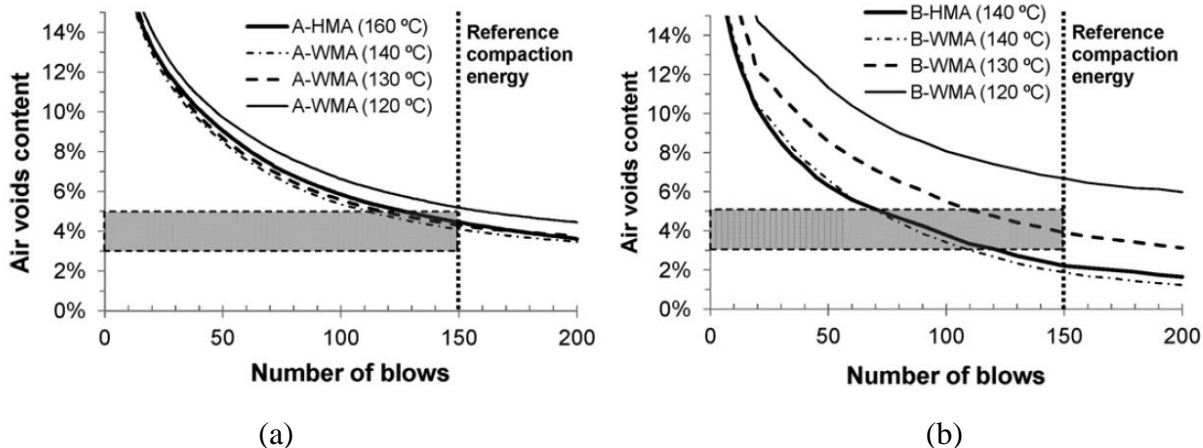 14%
12%
10%
8%
6%
4%
2%
0%
Air voids content
A-HMA (160 ºC)
A-WMA (140 ºC)
A-WMA (130 ºC)
A-WMA (120 ºC)
Reference
compaction
energy
0
50
100
150
200
Number of blows
(a)
14%
12%
10%
8%
6%
4%
2%
0%
Air voids content
B-HMA (140 ºC)
B-WMA (140 ºC)
B-WMA (130 ºC)
B-WMA (120 ºC)
Reference
compaction
energy
0
50
100
150
200
Number of blows
(b)